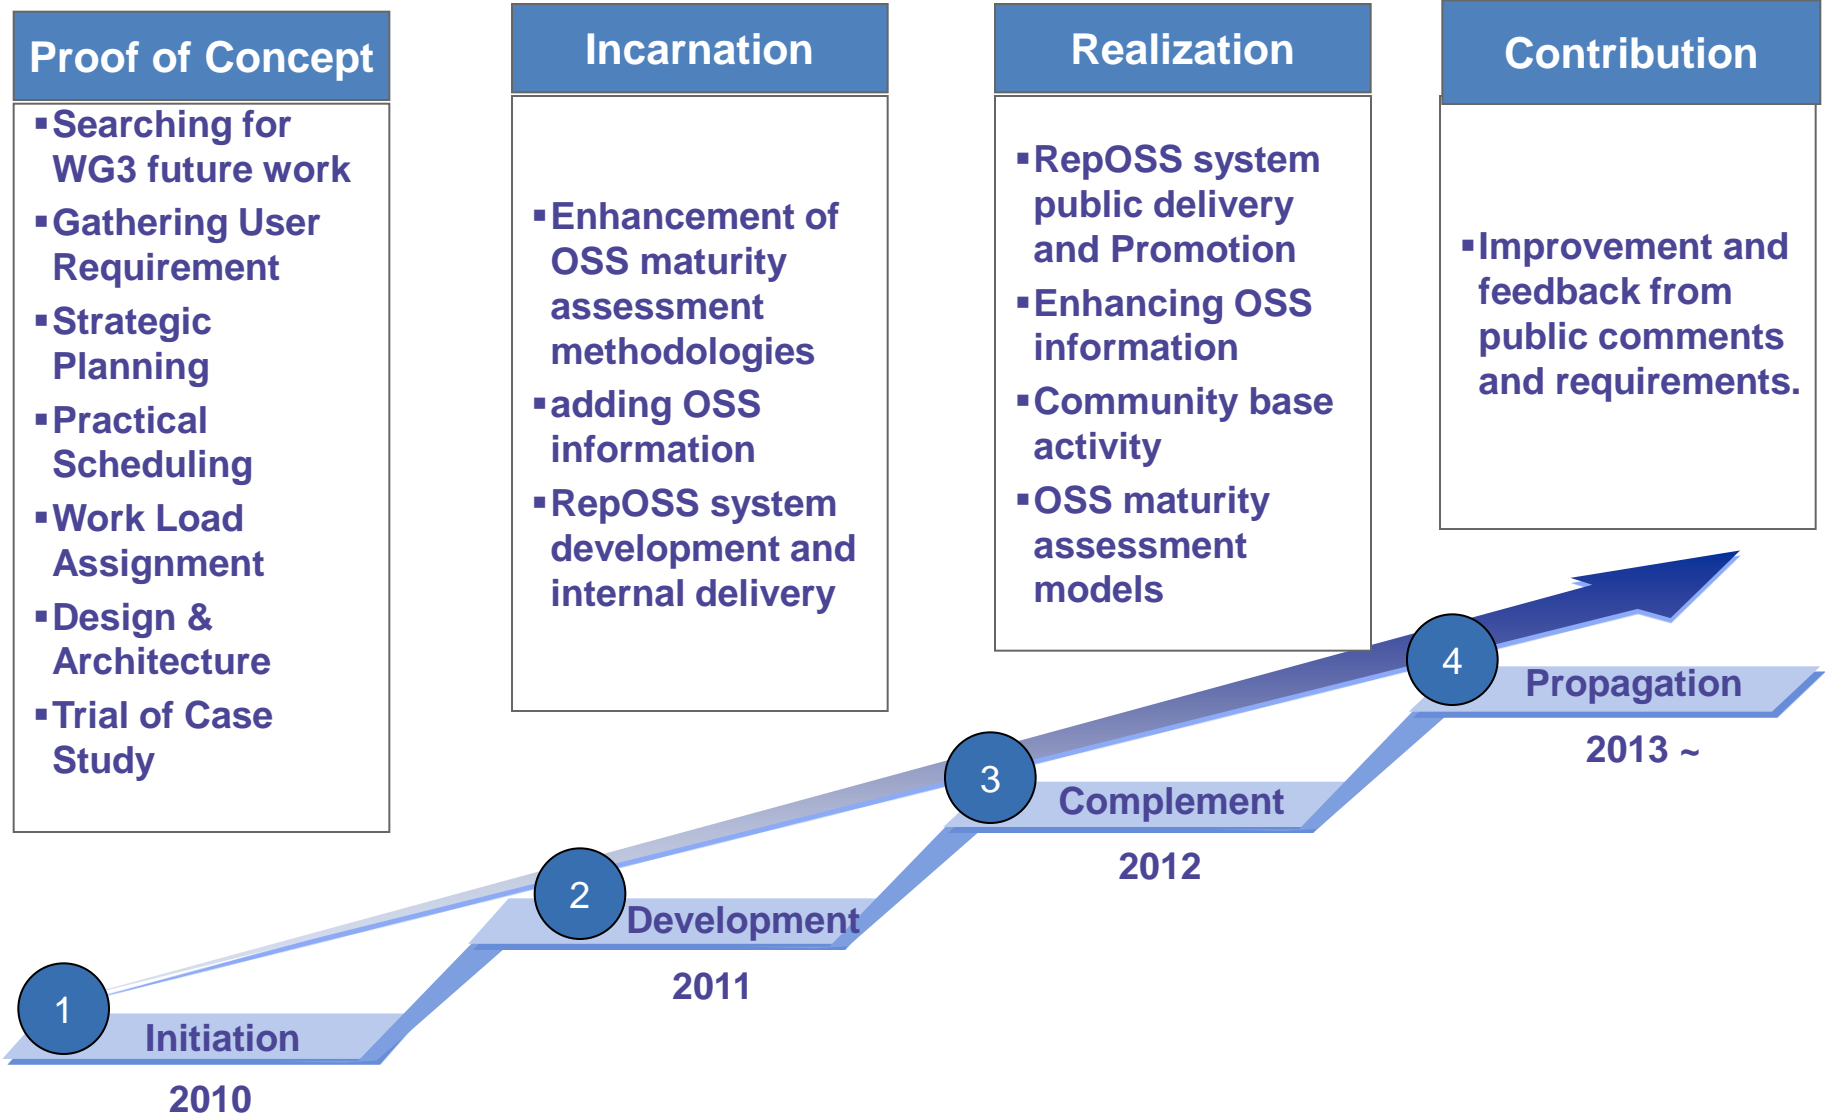 Proof of Concept
▪Searching for
WG3 future work
▪Gathering User
Requirement
▪Strategic
Planning
▪Practical
Scheduling
▪Work Load
Assignment
▪Design &
Architecture
▪Trial of Case
Study
Incarnation
▪Enhancement of
OSS maturity
assessment
methodologies
▪adding OSS
information
▪RepOSS system
development and
internal delivery
Realization
▪RepOSS system
public delivery
and Promotion
▪Enhancing OSS
information
▪Community base
activity
▪OSS maturity
assessment
models
Contribution
▪Improvement and
feedback from
public comments
and requirements.
1
Initiation
2010
2
Development
2011
3
Complement
2012
4
Propagation
2013 ~